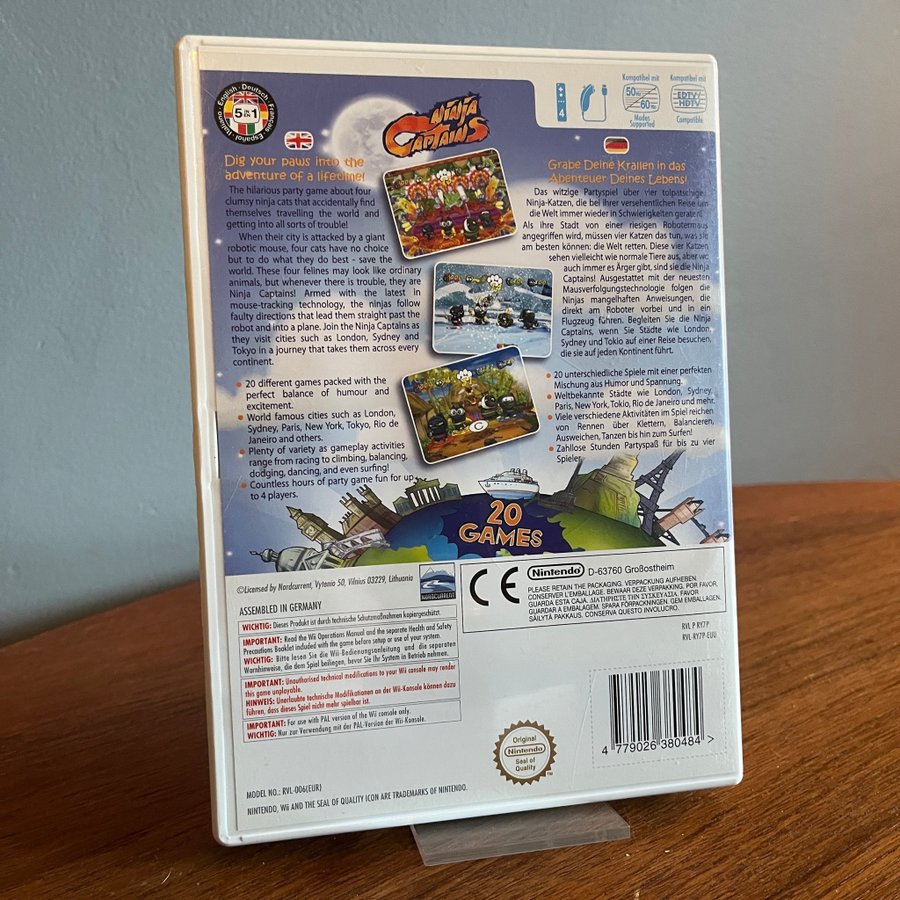 English · Deutsch · Français · Español · Italiano
5 IN EN 1
NINJA
CAPTAINS
4
Kompatibel mit
50Hz
60Hz
Modes
Supported
Kompatibel mit
EDTV/
HDTV
Compatible
Dig your paws into the
adventure of a lifetime!
The hilarious party game about four
clumsy ninja cats that accidentally find
themselves travelling the world and
getting into all sorts of trouble!
When their city is attacked by a giant
robotic mouse, four cats have no choice
but to do what they do best - save the
world. These four felines may look like ordinary
animals, but whenever there is trouble, they are
Ninja Captains! Armed with the latest in
mouse-tracking technology, the ninjas follow
faulty directions that lead them straight past the
robot and into a plane. Join the Ninja Captains as
they visit cities such as London, Sydney and
Tokyo in a journey that takes them across every
continent.
• 20 different games packed with the
perfect balance of humour and
excitement.
• World famous cities such as London,
Sydney, Paris, New York, Tokyo, Rio de
Janeiro and others.
• Plenty of variety as gameplay activities
range from racing to climbing, balancing,
dodging, dancing, and even surfing!
• Countless hours of party game fun for up
to 4 players.
Grabe Deine Krallen in das
Abenteuer Deines Lebens!
Das witzige Partyspiel über vier tolpatschige
Ninja-Katzen, die bei ihrer versehentlichen Reise um
die Welt immer wieder in Schwierigkeiten geraten!
Als ihre Stadt von einer riesigen Robotermaus
angegriffen wird, müssen vier Katzen das tun, was sie
am besten können: die Welt retten. Diese vier Katzen
sehen vielleicht wie normale Tiere aus, aber wo
auch immer es Ärger gibt, sind sie die Ninja
Captains! Ausgestattet mit der neuesten
Mausverfolgungstechnologie folgen die
Ninjas mangelhaften Anweisungen, die
direkt am Roboter vorbei und in ein
Flugzeug führen. Begleiten Sie die Ninja
Captains, wenn Sie Städte wie London,
Sydney und Tokio auf einer Reise besuchen,
die sie auf jeden Kontinent führt.
• 20 unterschiedliche Spiele mit einer perfekten
Mischung aus Humor und Spannung.
• Weltbekannte Städte wie London, Sydney,
Paris, New York, Tokio, Rio de Janeiro und mehr.
• Viele verschiedene Aktivitäten im Spiel reichen
von Rennen über Klettern, Balancieren,
Ausweichen, Tanzen bis hin zum Surfen!
• Zahllose Stunden Partyspaß für bis zu vier
Spieler.
C
20
GAMES
©Licensed by Nordcurrent, Vytenio 50, Vilnius 03229, Lithuania
NORDCURRENT
ASSEMBLED IN GERMANY
WICHTIG: Dieses Produkt ist durch technische Schutzmaßnahmen kopiergeschützt.
IMPORTANT: Read the Wii Operations Manual and the separate Health and Safety
Precautions Booklet included with the game before setup or use of your system.
WICHTIG: Bitte lesen Sie die Wii-Bedienungsanleitung und die separaten
Warnhinweise, die dem Spiel beiliegen, bevor Sie Ihr System in Betrieb nehmen.
IMPORTANT: Unauthorised technical modifications to your Wii console may render
this game unplayable.
HINWEIS: Unerlaubte technische Modifikationen an der Wii-Konsole können dazu
führen, dass dieses Spiel nicht mehr spielbar ist.
IMPORTANT: For use with PAL version of the Wii console only.
WICHTIG: Nur zur Verwendung mit der PAL-Version der Wii-Konsole.
MODEL NO.: RVL-006(EUR)
NINTENDO, Wii AND THE SEAL OF QUALITY ICON ARE TRADEMARKS OF NINTENDO.
CE
Nintendo D-63760 Großostheim
PLEASE RETAIN THE PACKAGING. VERPACKUNG AUFHEBEN.
CONSERVER L'EMBALLAGE. BEWAAR DEZE VERPAKKING. POR FAVOR,
GUARDA ESTA CAJA. ΔΙΑΤΗΡΗΣΤΕ ΤΗ ΣΥΣΚΕΥΑΣΙΑ. FAVOR
GUARDAR A EMBALAGEM. SPARA FÖRPACKNINGEN. GEM EMBALLAGEN.
SÄILYTÄ PAKKAUS. CONSERVA QUESTO INVOLUCRO.
RVL P RY7P
RVL-RY7P-EUU
Original
Nintendo
Seal of
Quality
4 779026 380484 >